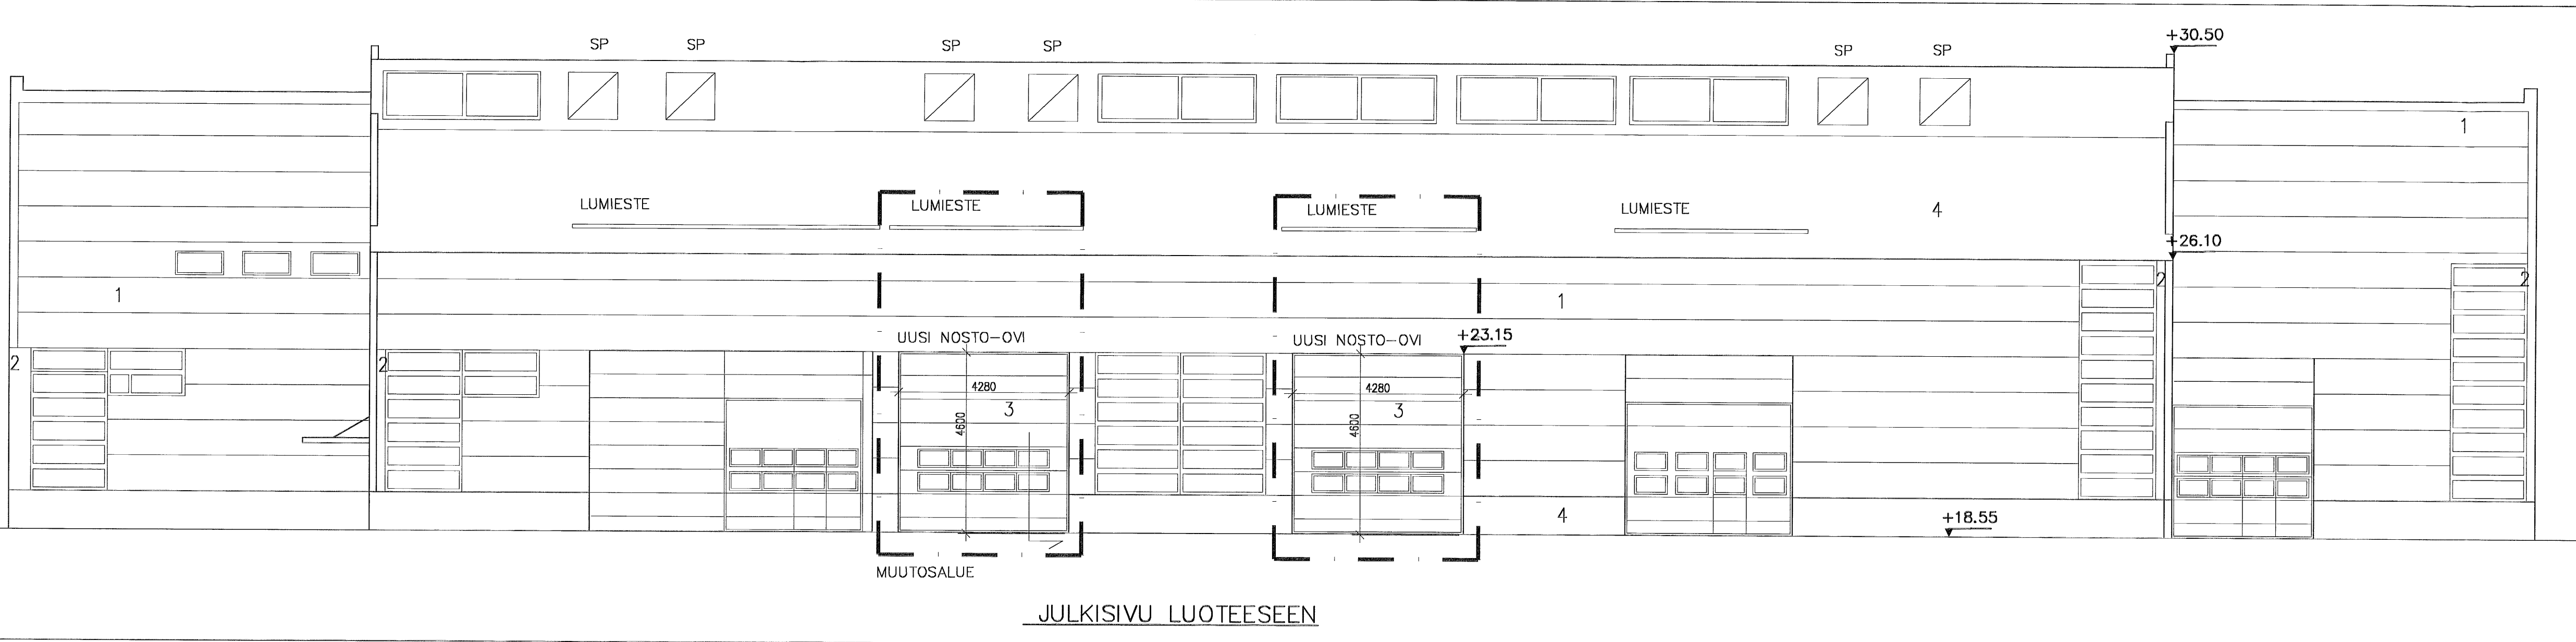 SP SP SP SP SP SP
+30.50
1
LUMIESTE LUMIESTE LUMIESTE LUMIESTE 4
+26.10
2 2
1 1
UUSI NOSTO-OVI UUSI NOSTO-OVI +23.15
2 2
4280 4280
3 3
4600 4600
4 +18.55
MUUTOSALUE
JULKISIVU LUOTEESEEN